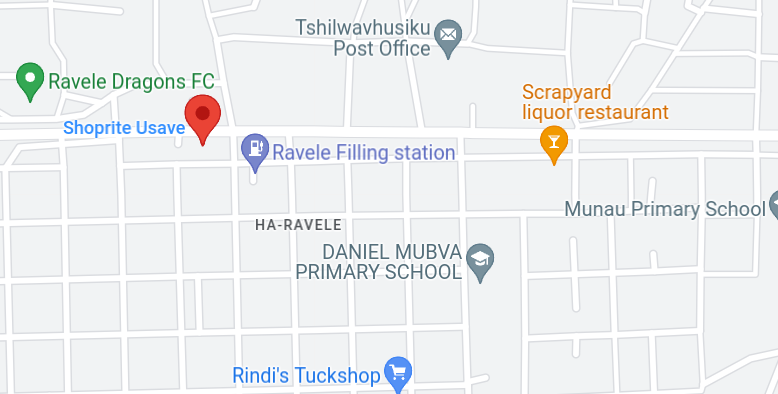 Tshilwavhusiku
Post Office
Ravele Dragons FC
Scrapyard
liquor restaurant
Shoprite Usave
Ravele Filling station
Munau Primary School
HA-RAVELE
DANIEL MUBVA
PRIMARY SCHOOL
Rindi's Tuckshop